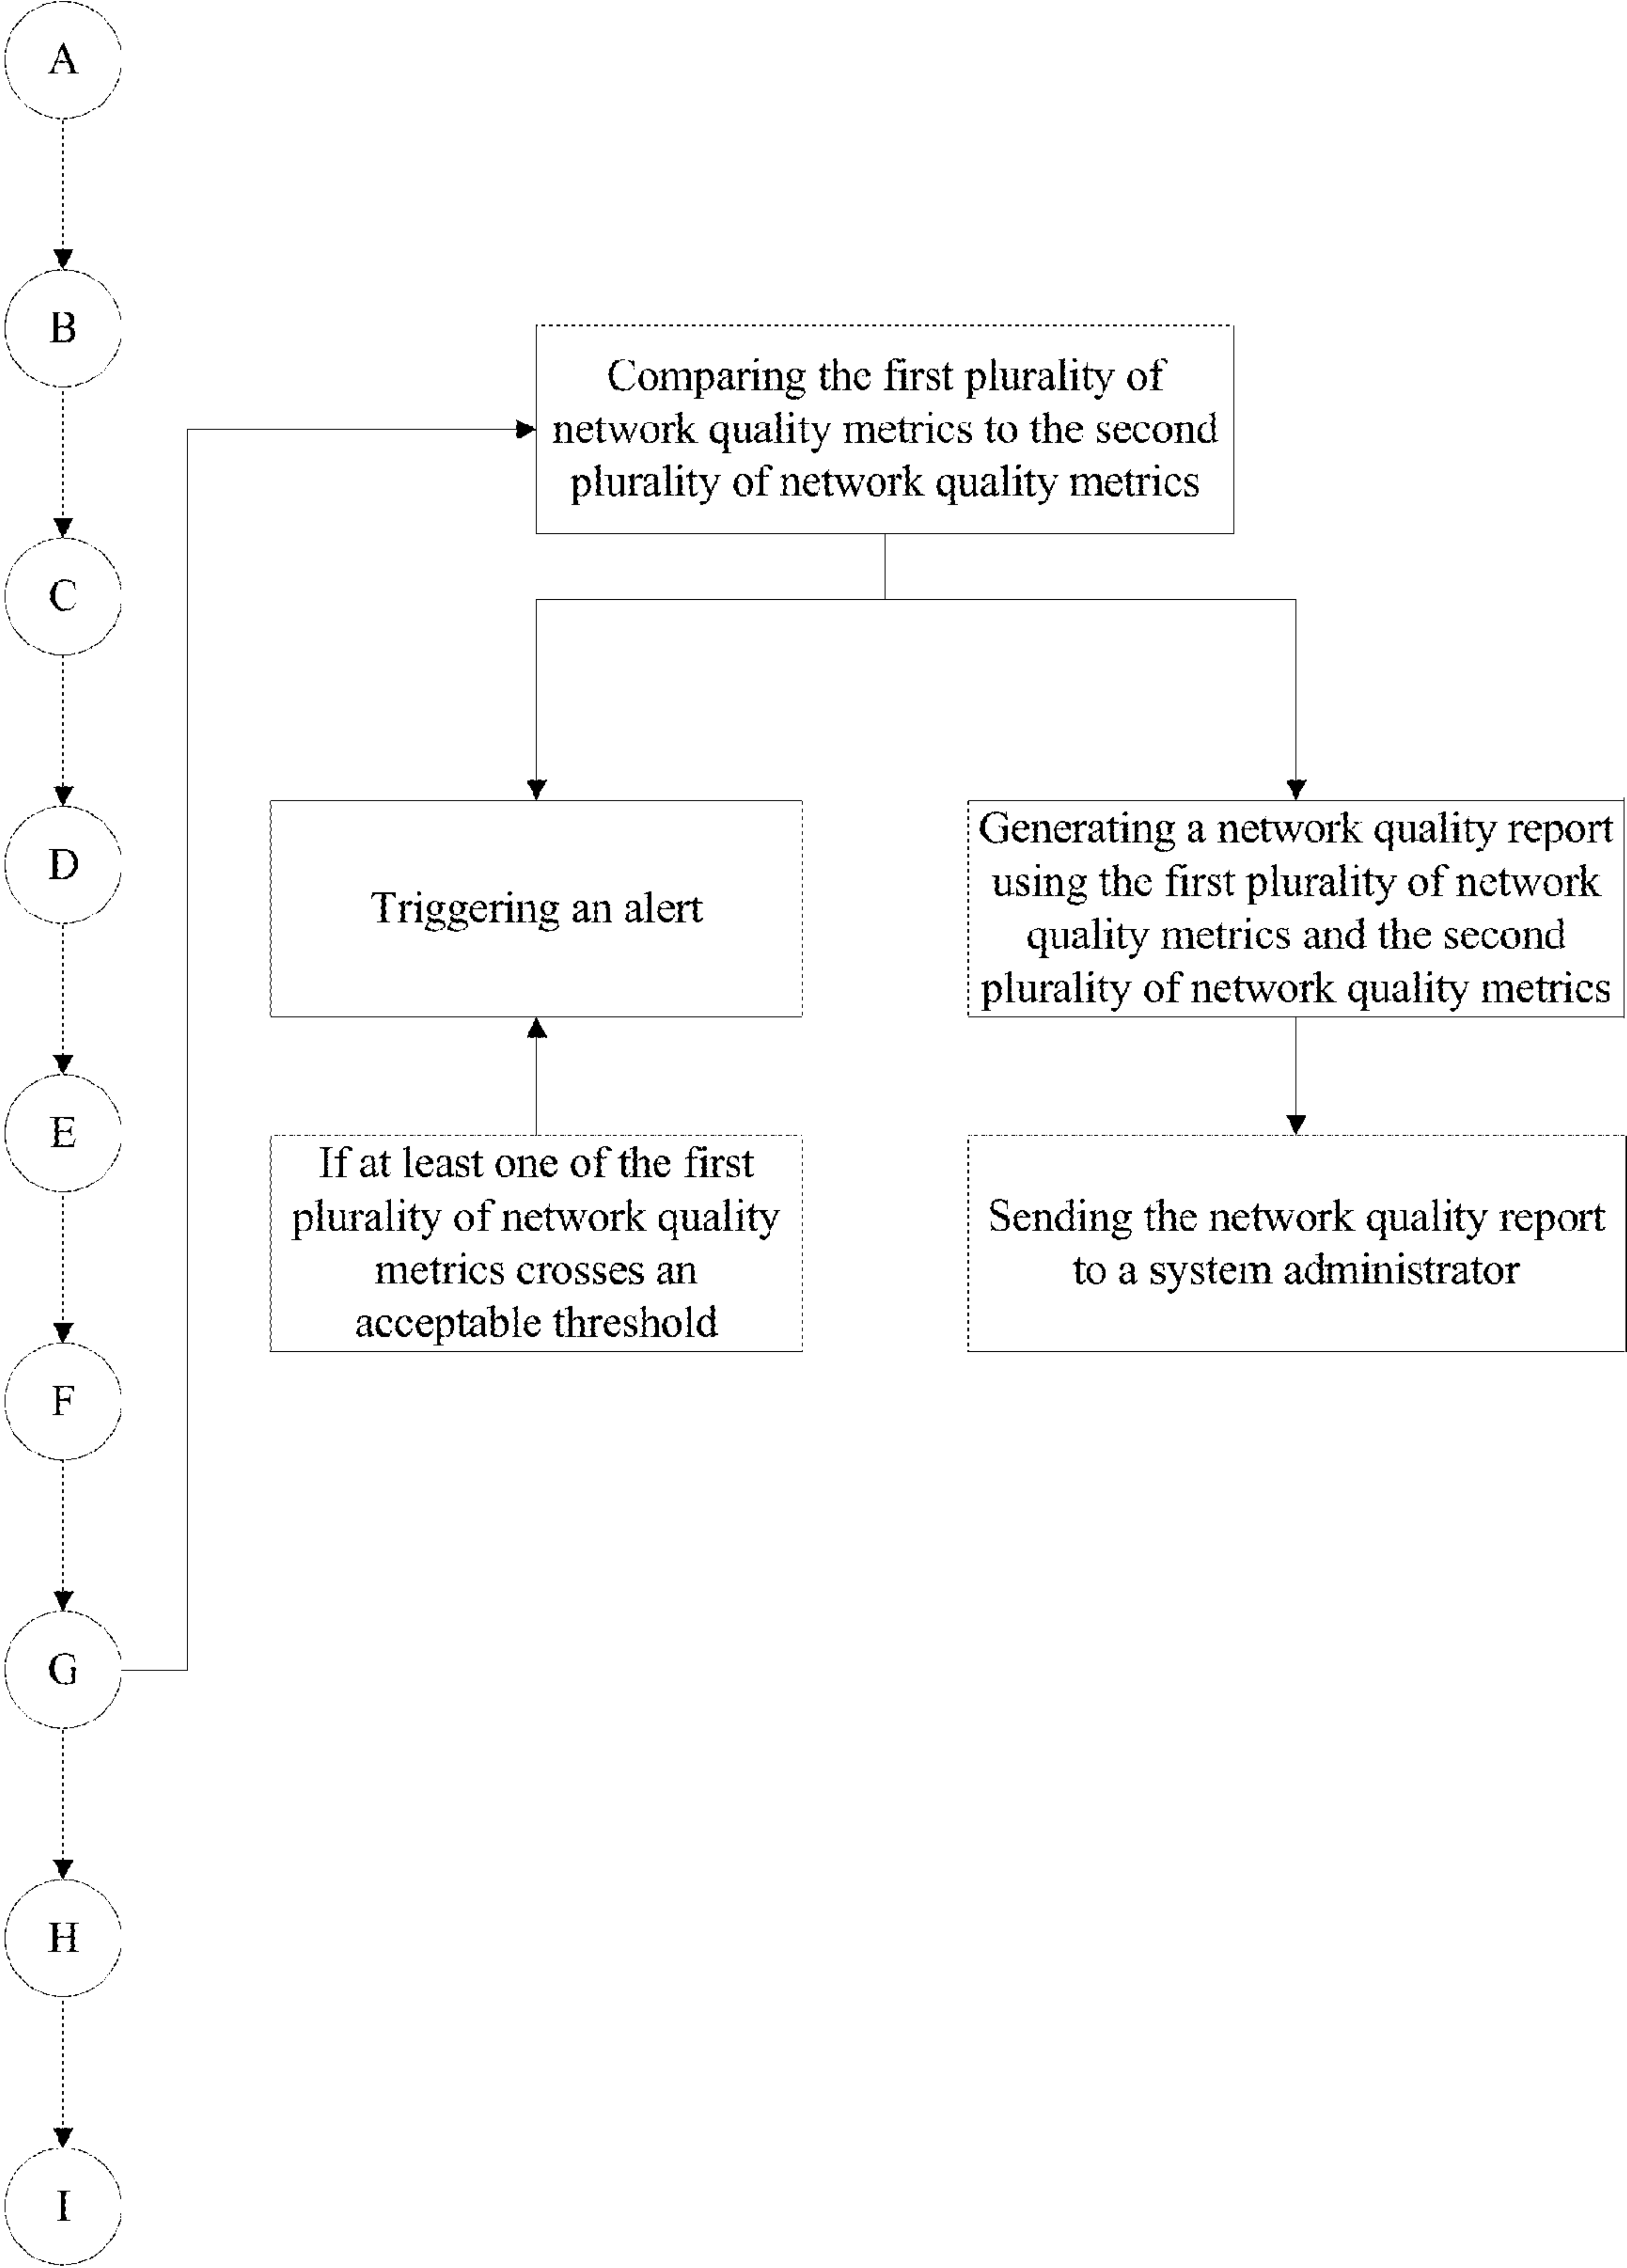 A
B
C
D
E
F
G
H
I
Comparing the first plurality of
network quality metrics to the second
plurality of network quality metrics
Triggering an alert
If at least one of the first
plurality of network quality
metrics crosses an
acceptable threshold
Generating a network quality report
using the first plurality of network
quality metrics and the second
plurality of network quality metrics
Sending the network quality report
to a system administrator